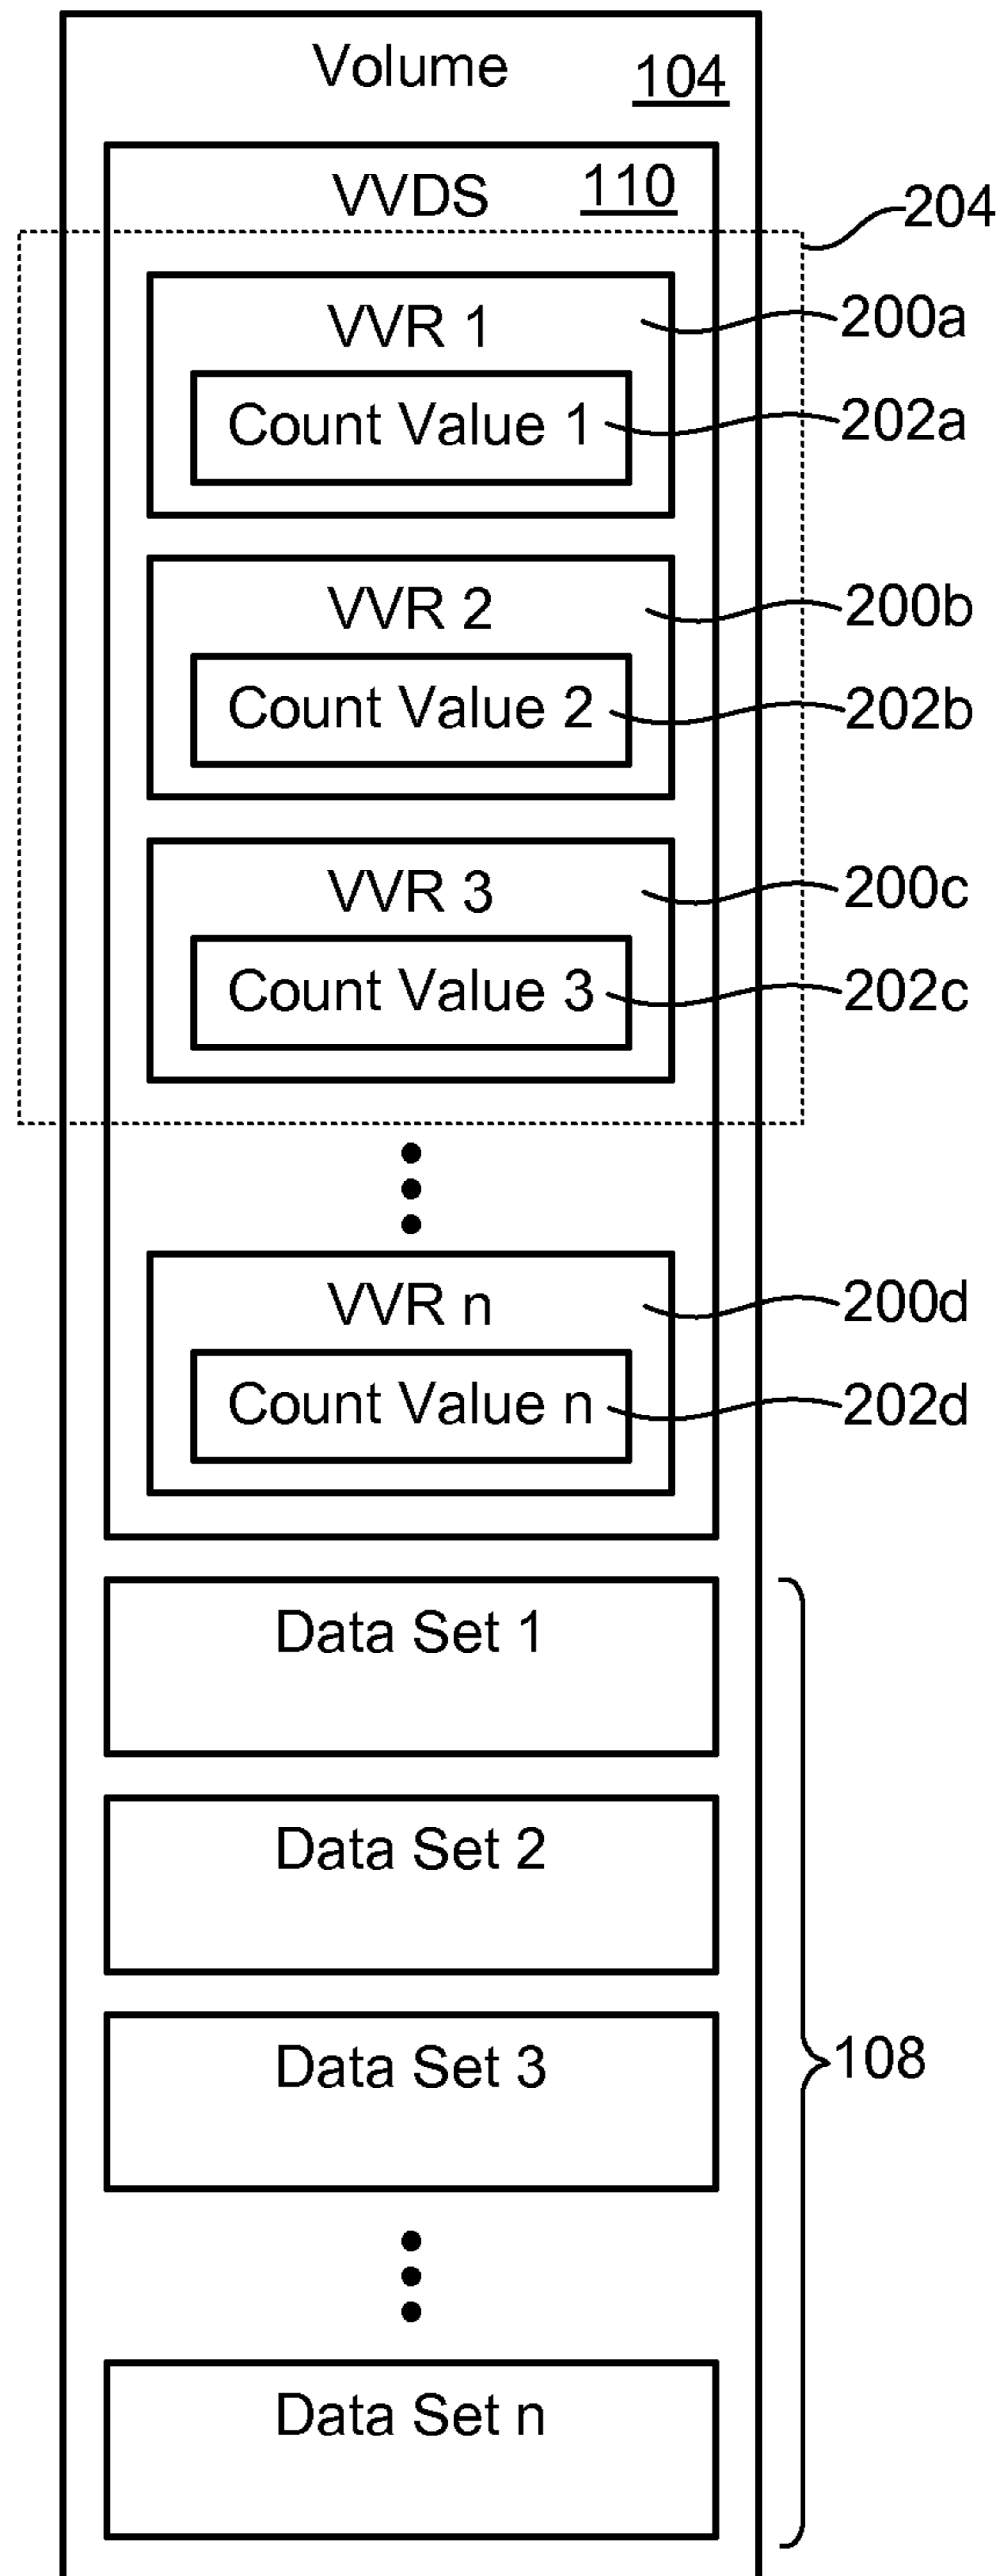 Volume 104
VVDS 110
204
VVR 1
200a
Count Value 1
202a
VVR 2
200b
Count Value 2
202b
VVR 3
200c
Count Value 3
202c
VVR n
200d
Count Value n
202d
Data Set 1
Data Set 2
Data Set 3
108
Data Set n